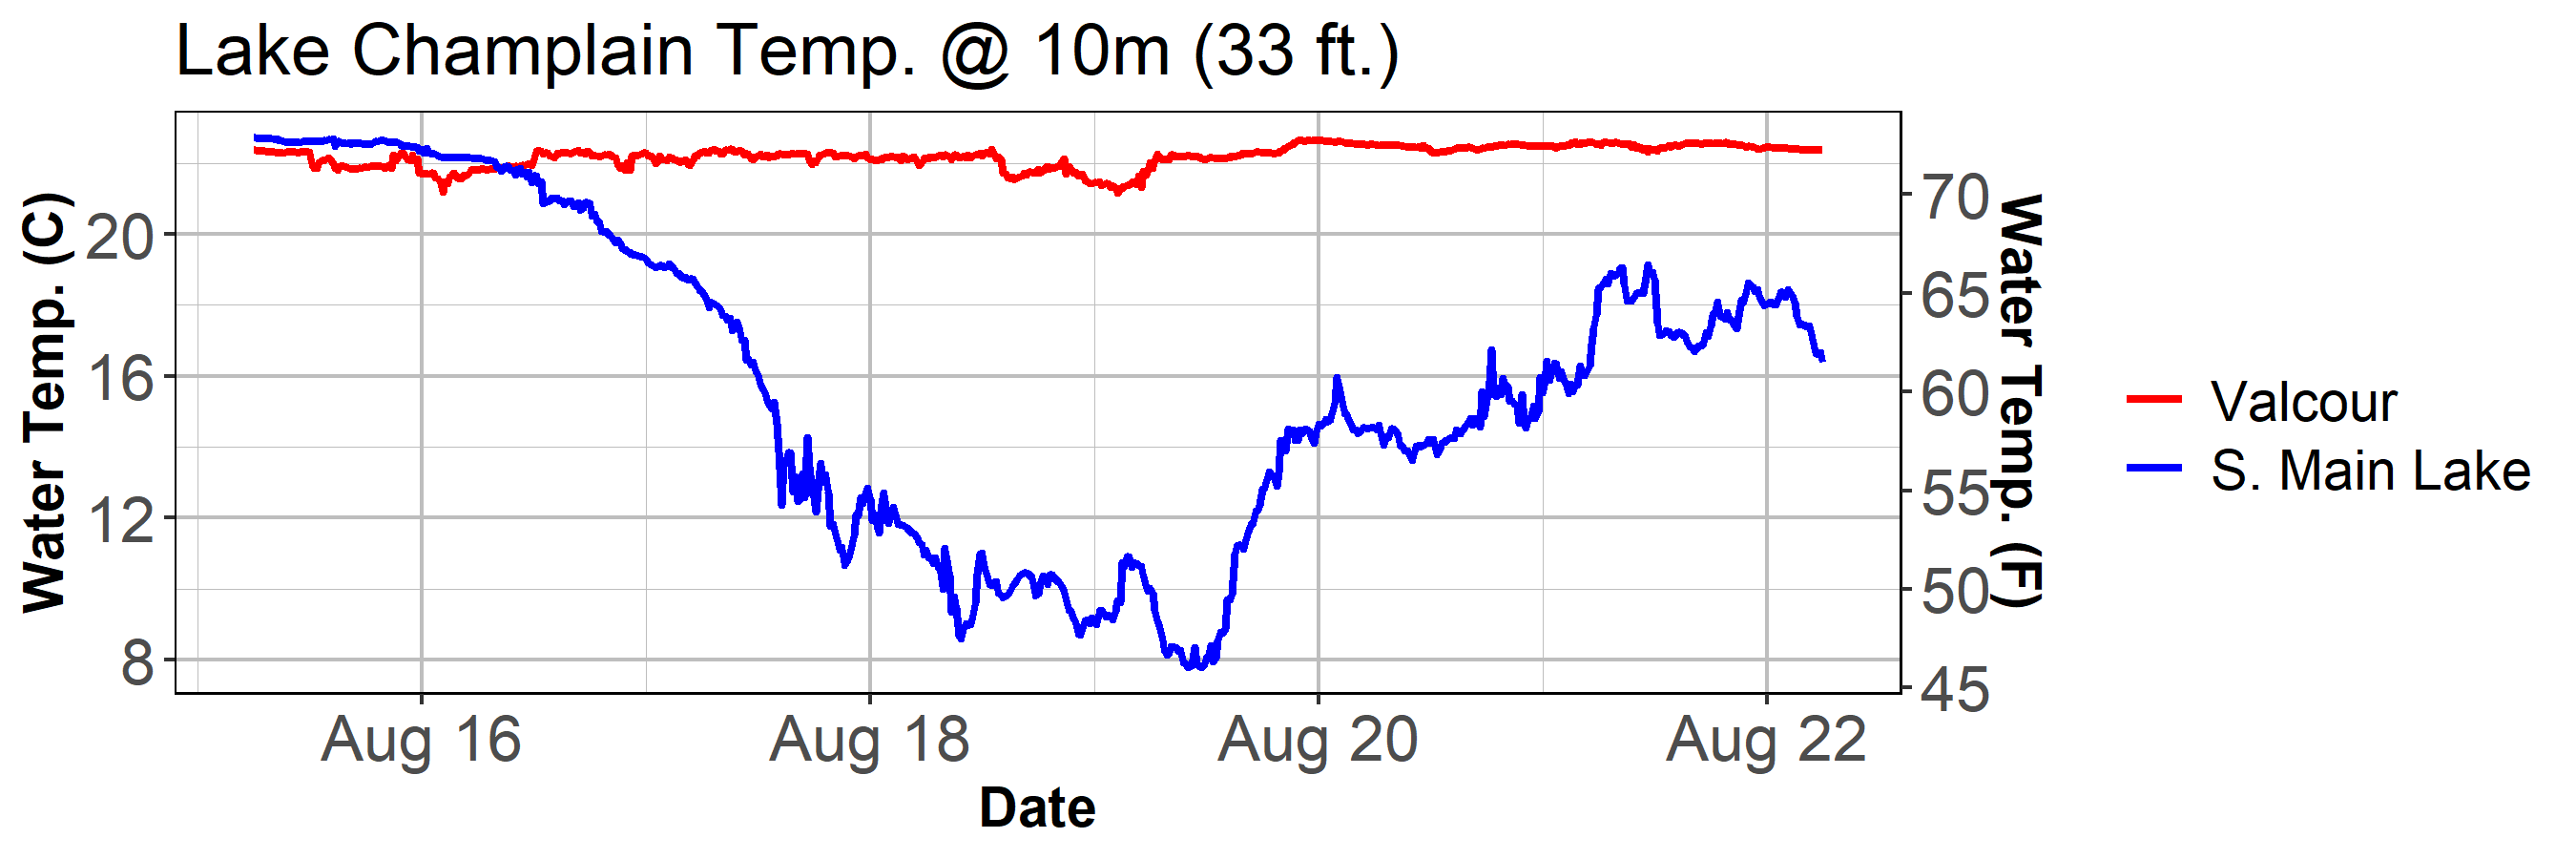 Lake Champlain Temp. @ 10m (33 ft.)
Water Temp. (C)
20
16
12
8
70
65
60
55
50
45
Water Temp. (F)
Aug 16
Aug 18
Aug 20
Aug 22
Date
Valcour
S. Main Lake